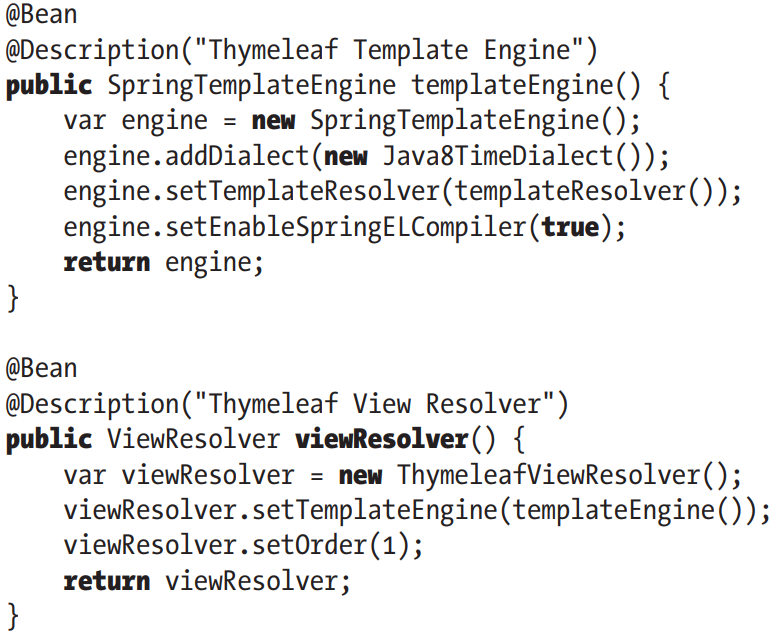 @Bean
@Description("Thymeleaf Template Engine")
public SpringTemplateEngine templateEngine() {
    var engine = new SpringTemplateEngine();
    engine.addDialect(new Java8TimeDialect());
    engine.setTemplateResolver(templateResolver());
    engine.setEnableSpringELCompiler(true);
    return engine;
}

@Bean
@Description("Thymeleaf View Resolver")
public ViewResolver viewResolver() {
    var viewResolver = new ThymeleafViewResolver();
    viewResolver.setTemplateEngine(templateEngine());
    viewResolver.setOrder(1);
    return viewResolver;
}